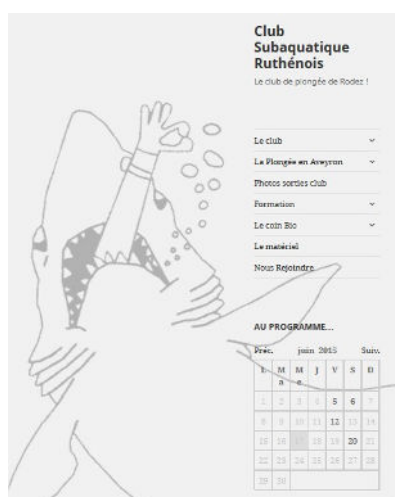 Club
Subaquatique
Ruthénois
Le club de plongée de Rodez !
Le club
La Plongée en Aveyron
Photos sorties club
Formation
Le coin Bio
Le matériel
Nous Rejoindre
AU PROGRAMME...
Préc. juin 2015 Suiv.
L Ma Me J V S D
1 2 3 4 5 6 7
8 9 10 11 12 13 14
15 16 17 18 19 20 21
22 23 24 25 26 27 28
29 30